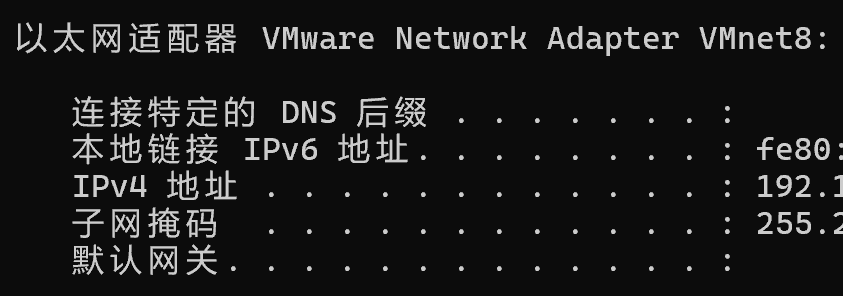 以太网适配器 VMware Network Adapter VMnet8:
连接特定的 DNS 后缀 . . . . . . . :
本地链接 IPv6 地址. . . . . . . . : fe80:
IPv4 地址 . . . . . . . . . . . . : 192.1
子网掩码  . . . . . . . . . . . . : 255.2
默认网关. . . . . . . . . . . . . :